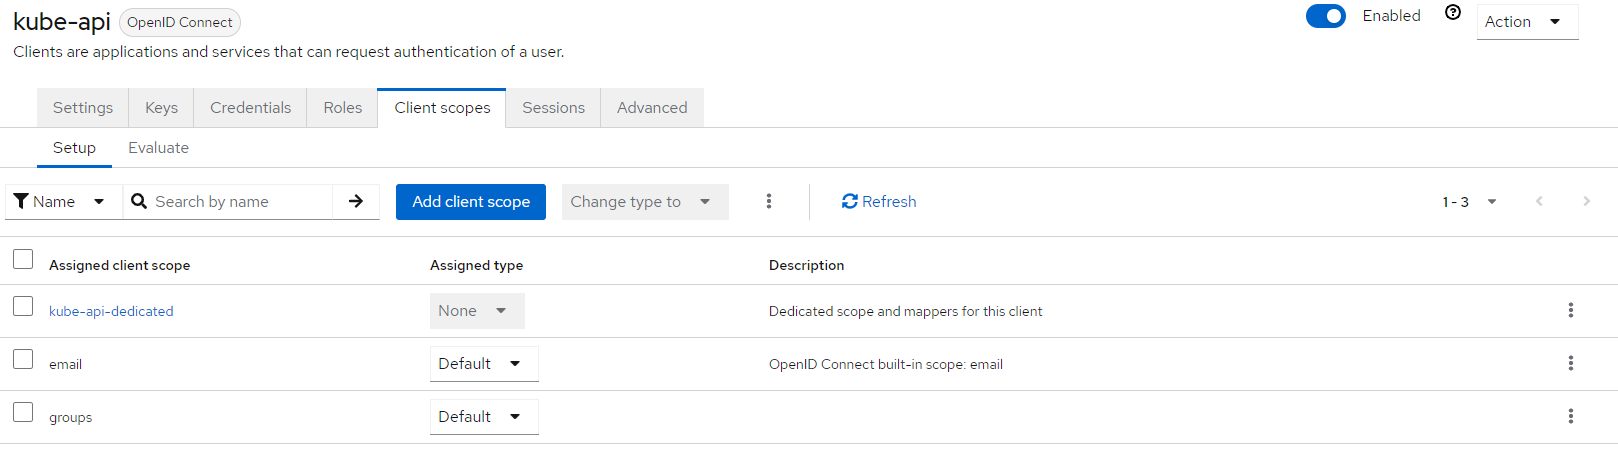 kube-api OpenID Connect
Enabled Action
Clients are applications and services that can request authentication of a user.
Settings Keys Credentials Roles Client scopes Sessions Advanced
Setup Evaluate
Name Search by name Add client scope Change type to Refresh 1 - 3
Assigned client scope Assigned type Description
kube-api-dedicated None Dedicated scope and mappers for this client
email Default OpenID Connect built-in scope: email
groups Default